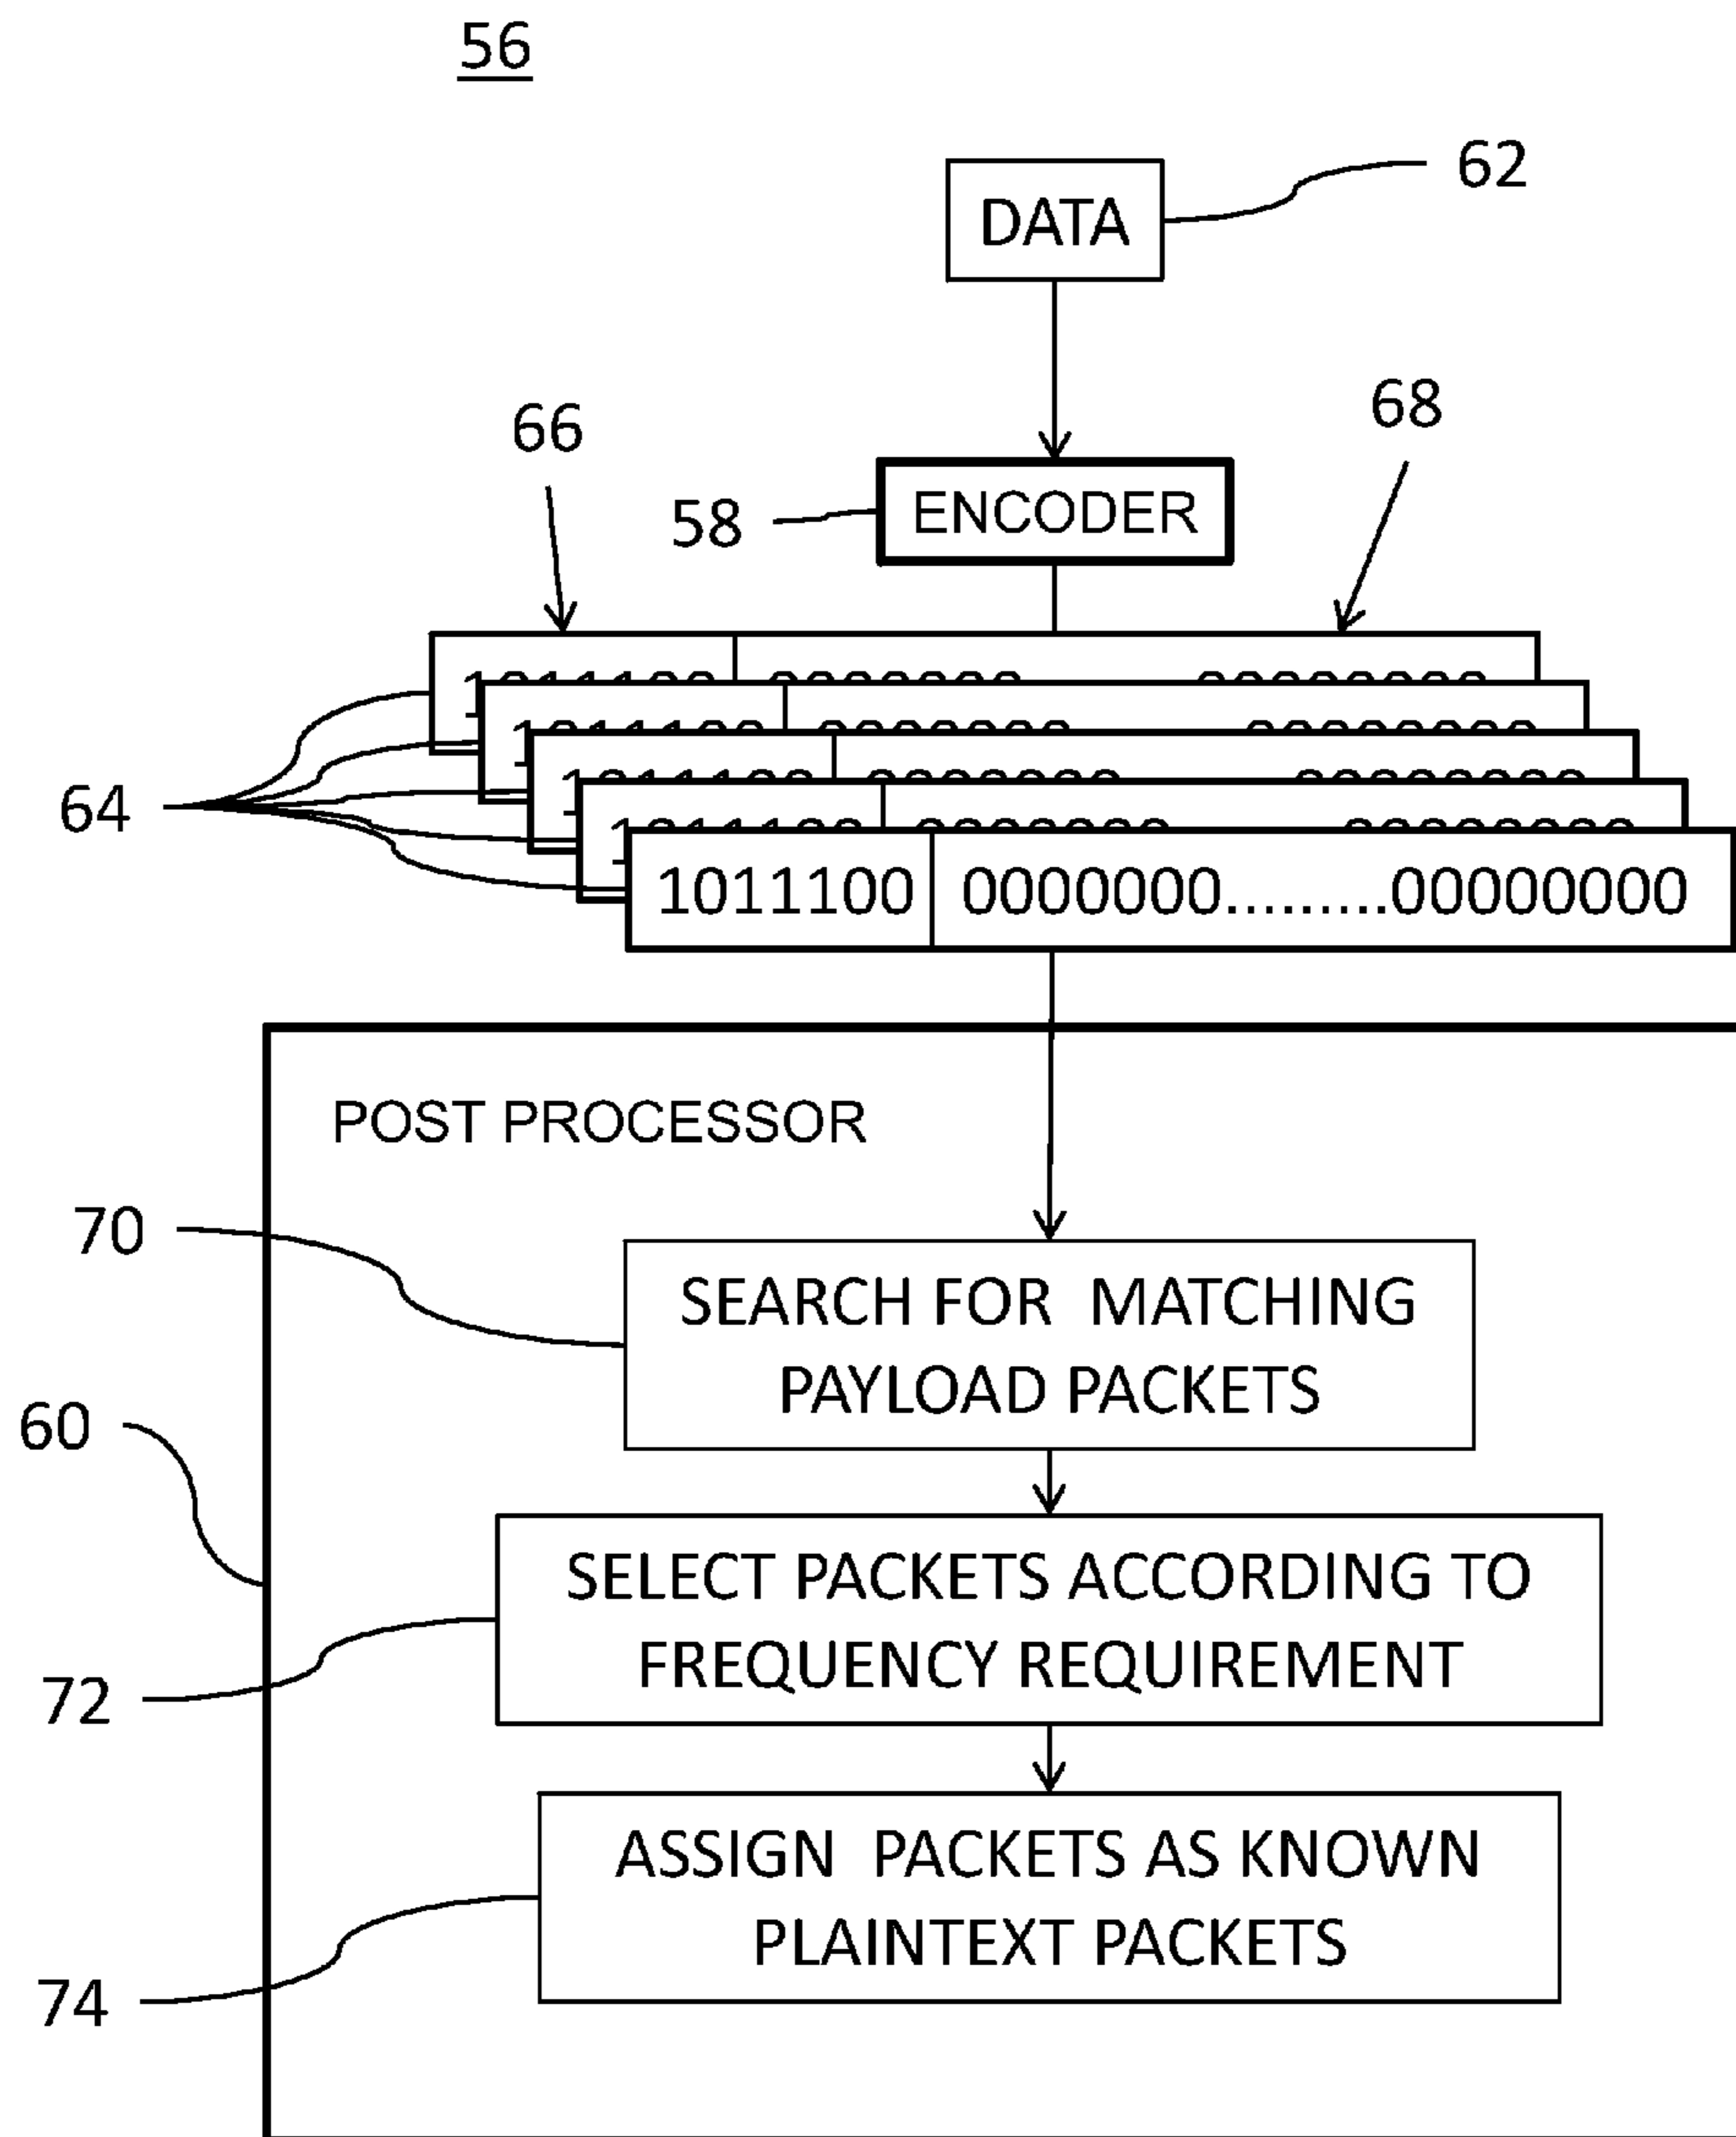 56
DATA
62
66
68
58
ENCODER
64
1011100 0000000.........00000000
POST PROCESSOR
70
SEARCH FOR MATCHING
PAYLOAD PACKETS
60
SELECT PACKETS ACCORDING TO
FREQUENCY REQUIREMENT
72
ASSIGN PACKETS AS KNOWN
PLAINTEXT PACKETS
74